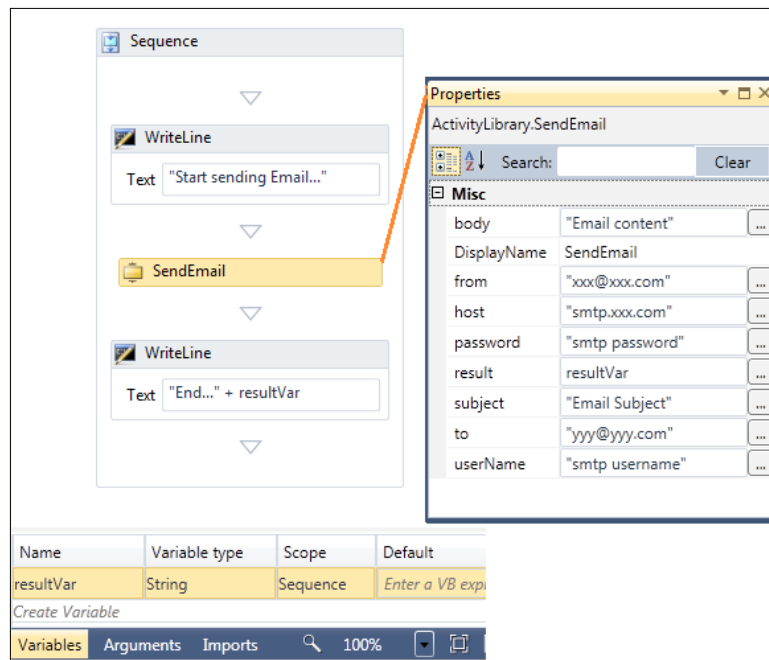 Sequence
WriteLine
Text "Start sending Email..."
SendEmail
WriteLine
Text "End..." + resultVar
Properties
ActivityLibrary.SendEmail
Search: Clear
Misc
body "Email content" ...
DisplayName SendEmail
from "xxx@xxx.com" ...
host "smtp.xxx.com" ...
password "smtp password" ...
result resultVar ...
subject "Email Subject" ...
to "yyy@yyy.com" ...
userName "smtp username" ...
Name Variable type Scope Default
resultVar String Sequence Enter a VB expr
Create Variable
Variables Arguments Imports 100%